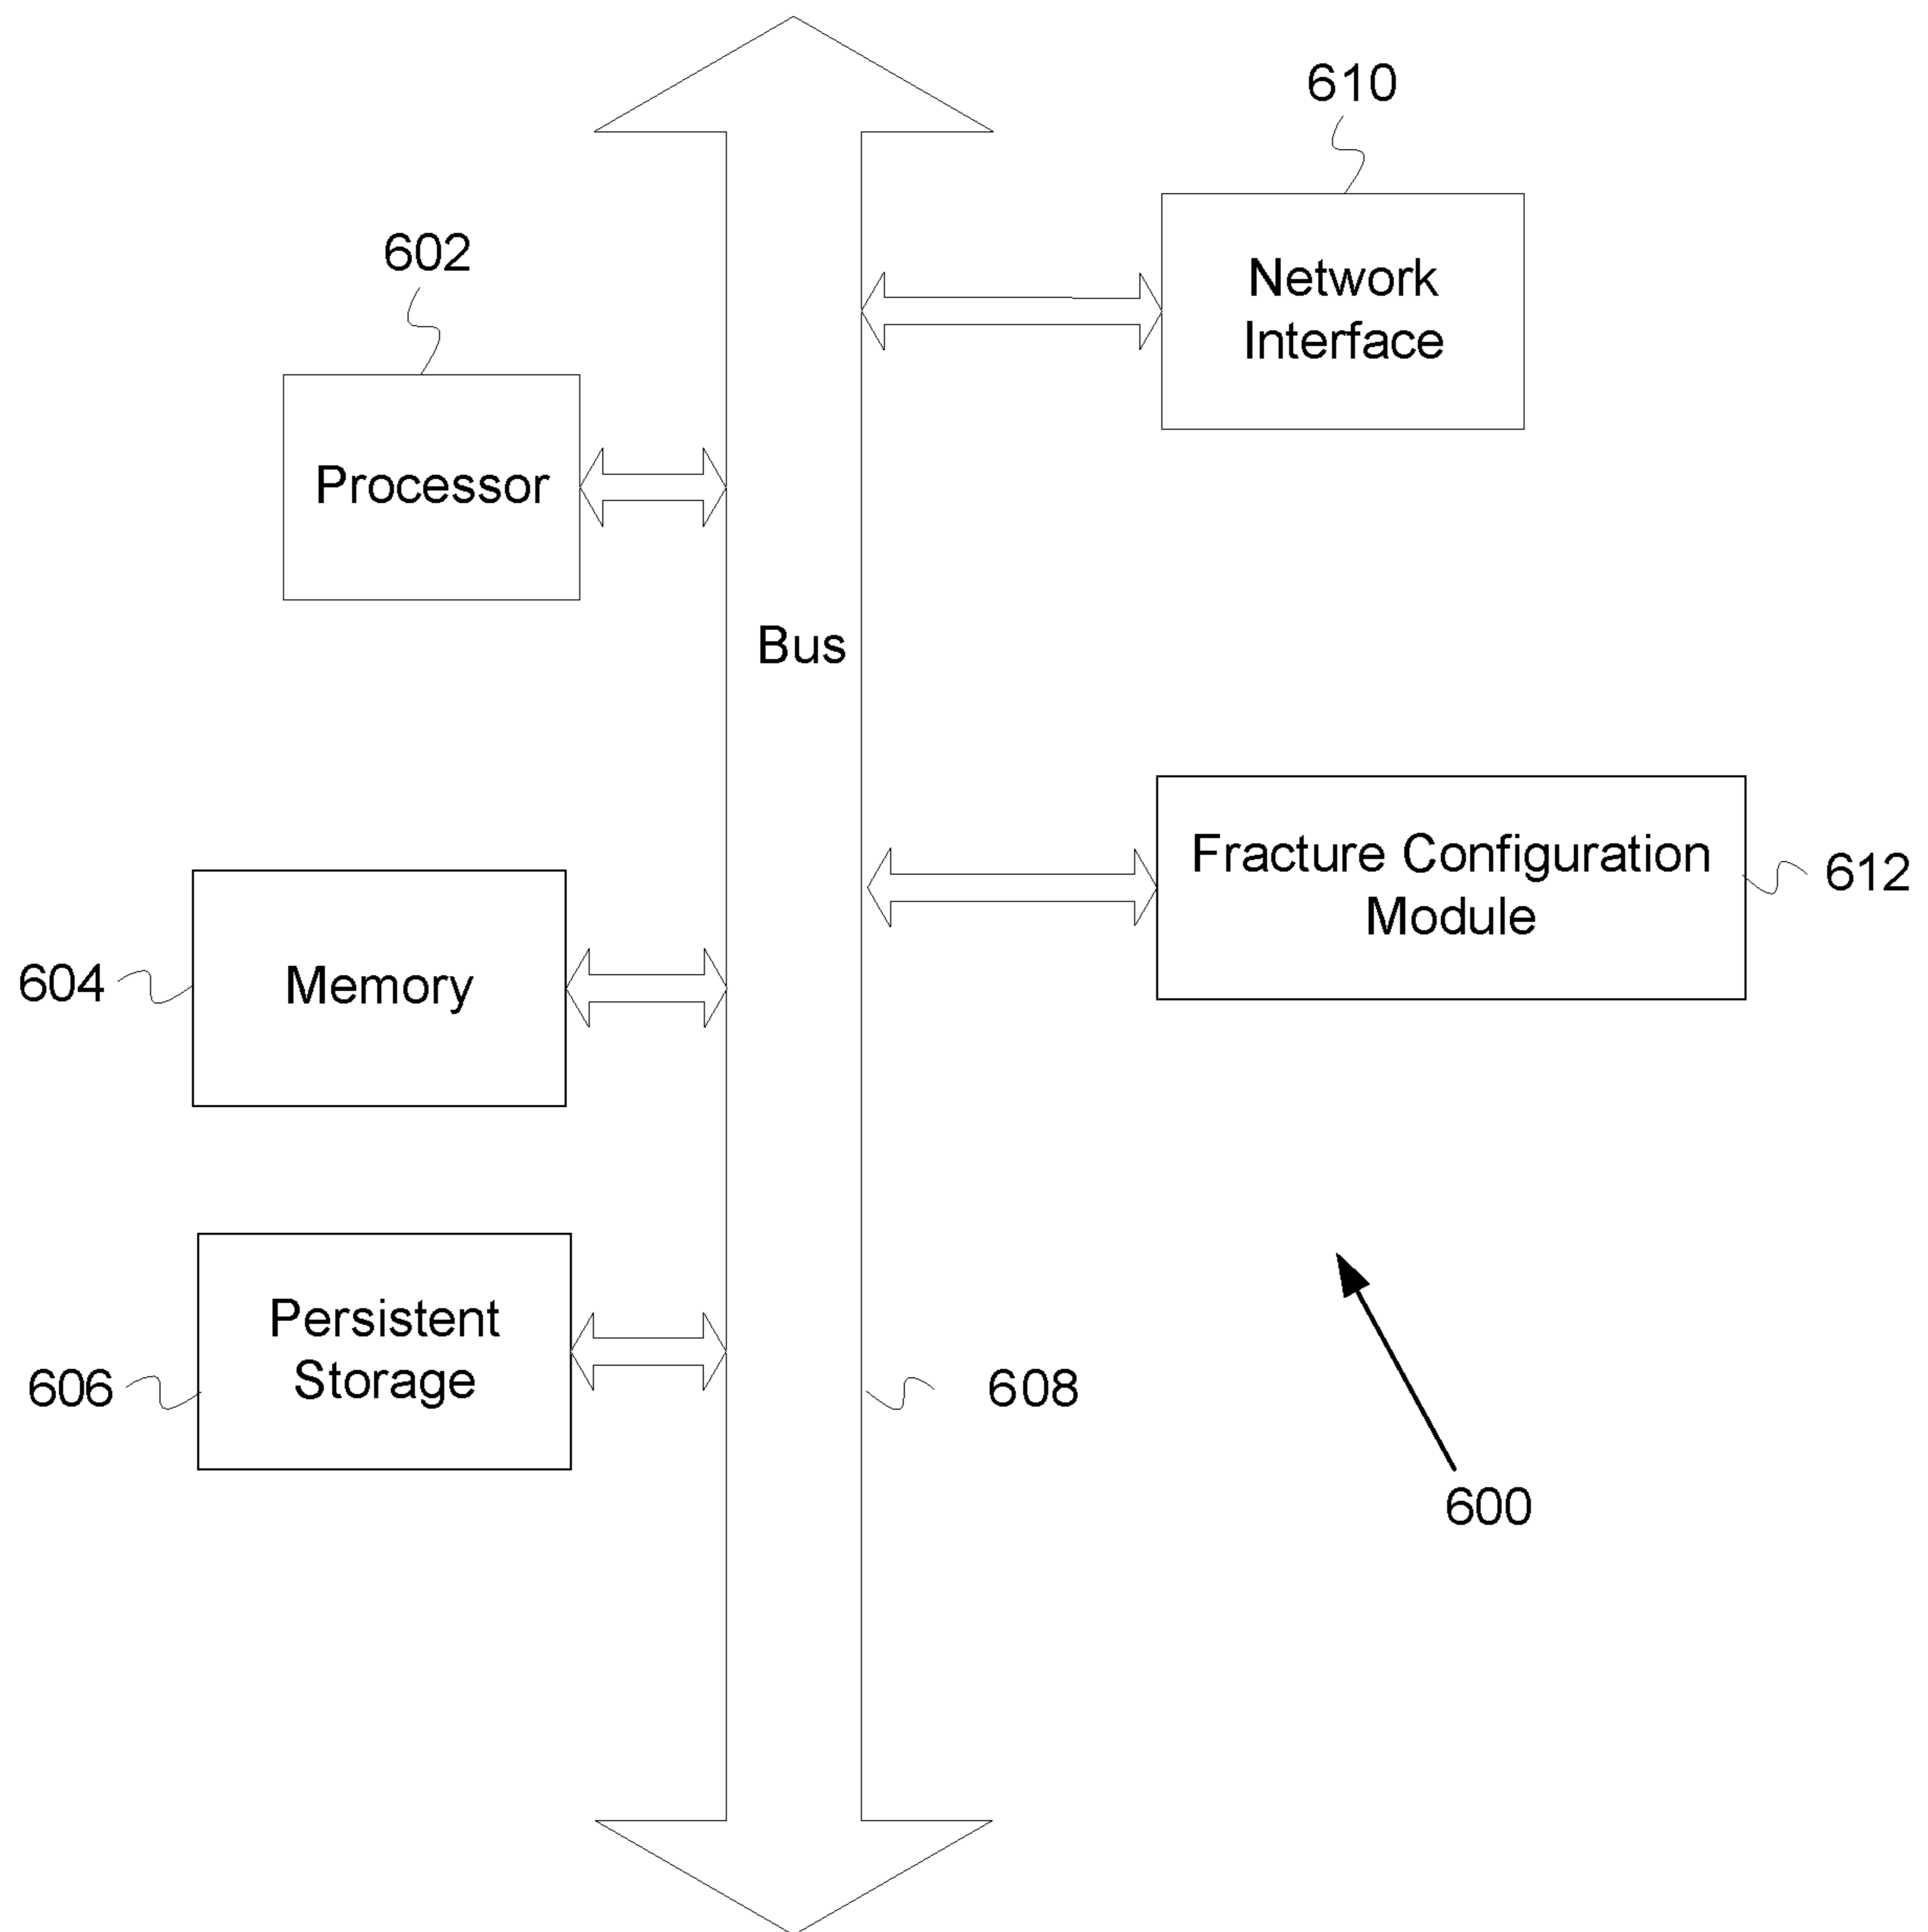 610
602
Network
Interface
Processor
Bus
Fracture Configuration
Module
612
604
Memory
Persistent
Storage
606
608
600